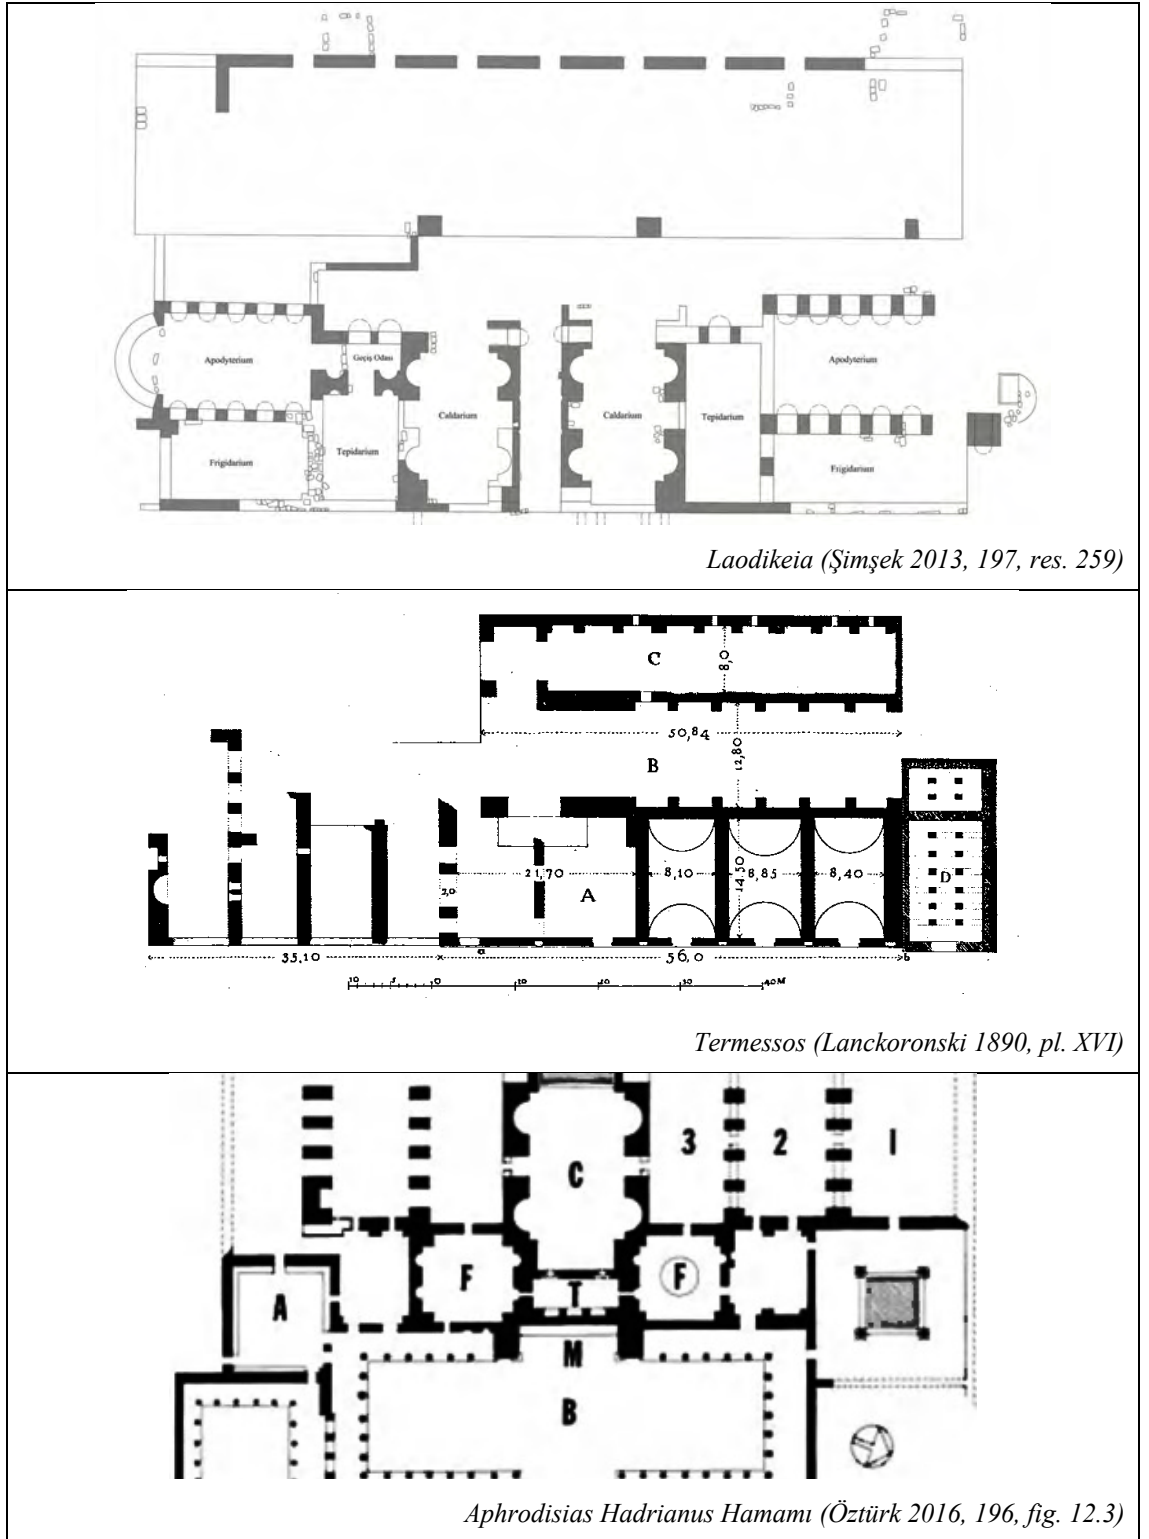 Apodyterium
Geçiş Odası
Caldarium
Caldarium
Tepidarium
Apodyterium
Frigidarium
Tepidarium
Frigidarium
Laodikeia (Şimşek 2013, 197, res. 259)
C
8,0
50,84
12,80
B
21,70
A
8,10
14,50
8,85
8,40
D
2,0
35,10
a
56,0
b
10 5 0 10 20 30 40 M
Termessos (Lanckoronski 1890, pl. XVI)
3 2 1
C
F T F
A
M
B
Aphrodisias Hadrianus Hamamı (Öztürk 2016, 196, fig. 12.3)